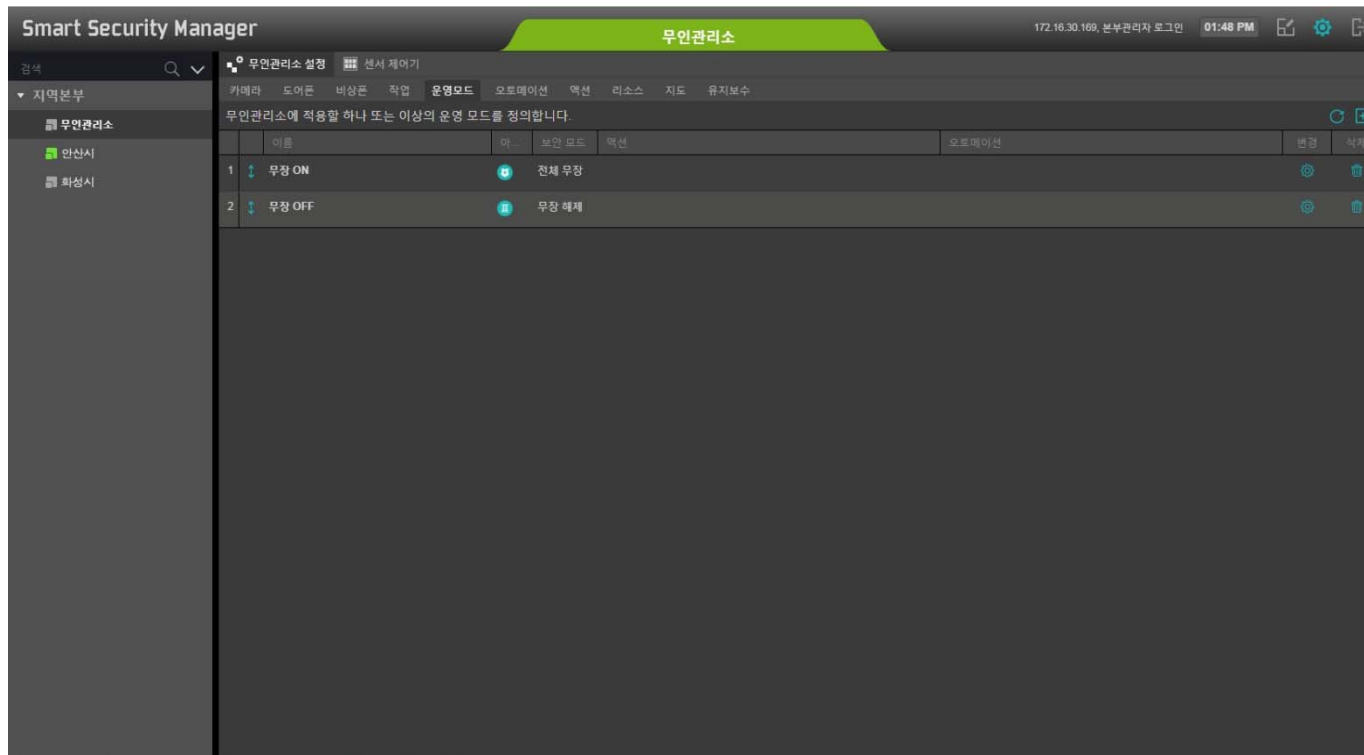 Smart Security Manager
무인관리소
172.16.30.169, 본부관리자 로그인 01:48 PM
검색
지역본부
무인관리소
안산시
화성시
무인관리소 설정 센서 제어기
카메라 도어폰 비상폰 작업 운영모드 오토메이션 액션 리소스 지도 유지보수
무인관리소에 적용할 하나 또는 이상의 운영 모드를 정의합니다.
이름 아... 보안 모드 액션 오토메이션 변경 삭제
1 무장 ON 전체 무장
2 무장 OFF 무장 해제